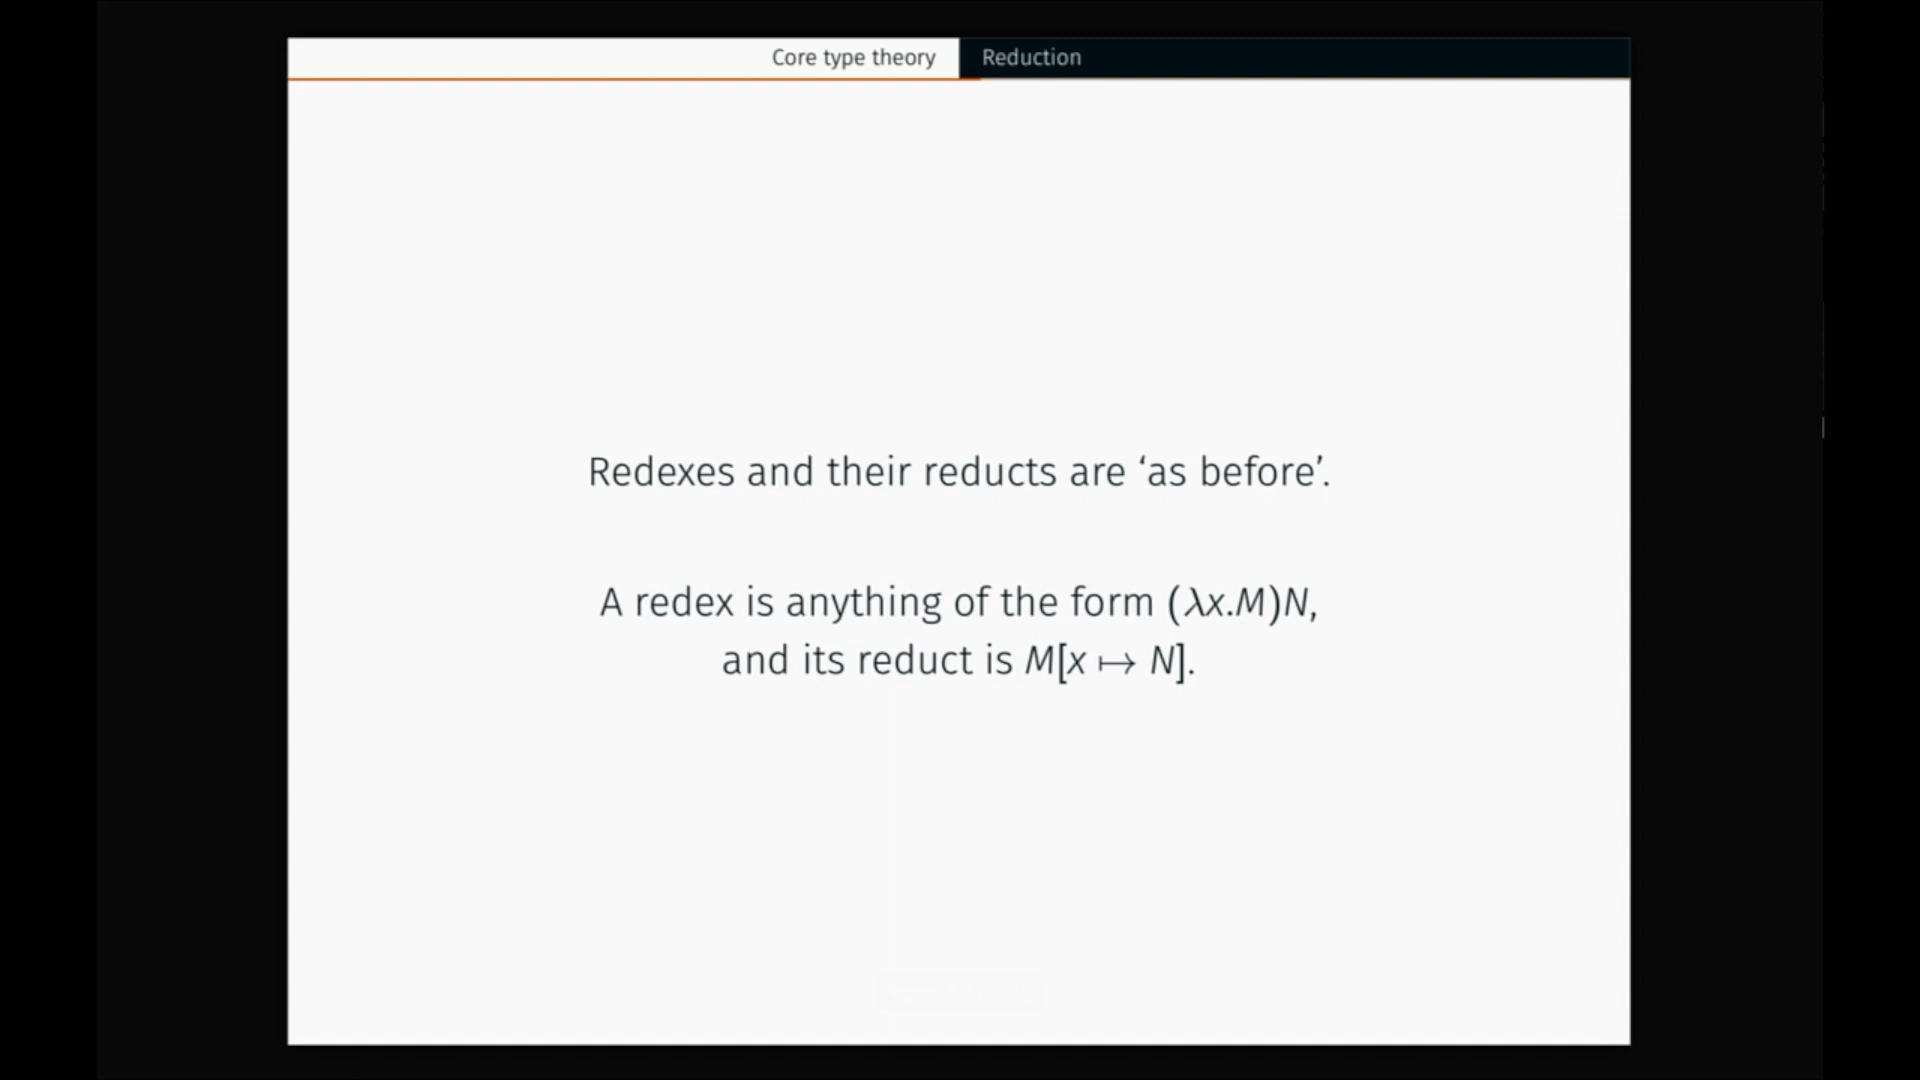 Core type theory
Reduction
Redexes and their reducts are ‘as before’.
A redex is anything of the form (λx.M)N,
and its reduct is M[x ↦ N].